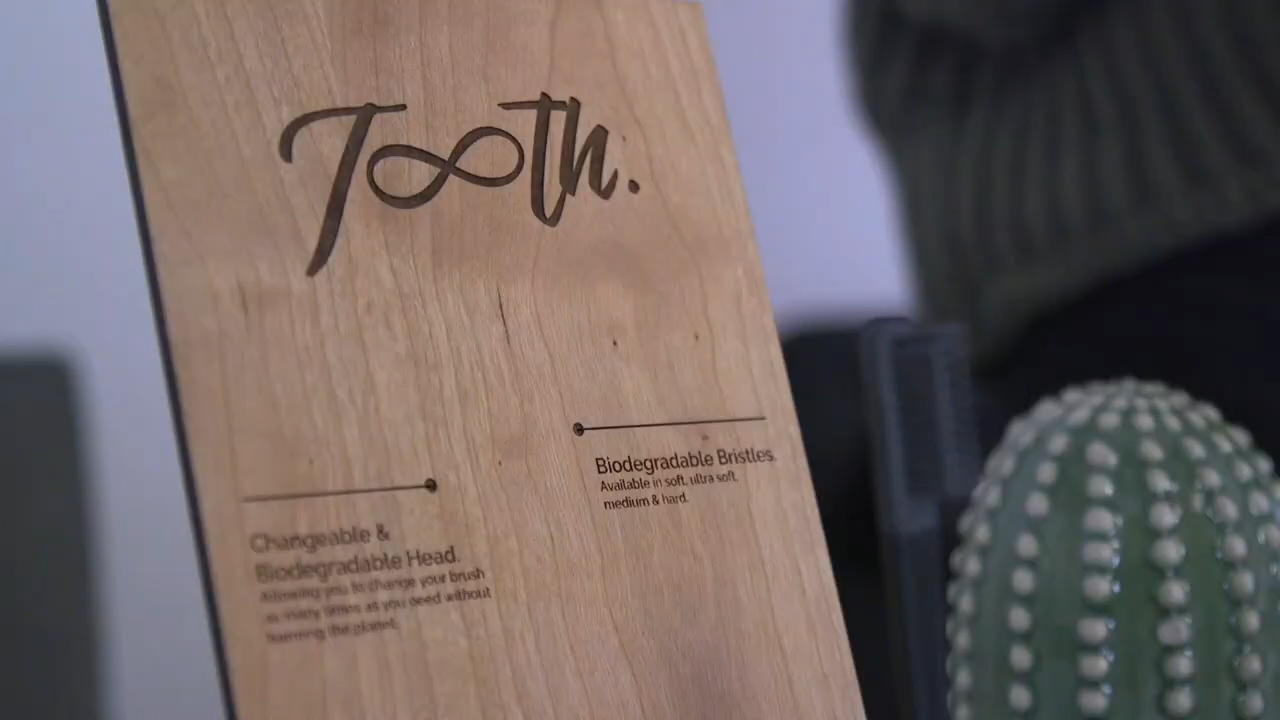 Tooth.
Biodegradable Bristles.
Available in soft, ultra soft,
medium & hard.
Changeable &
Biodegradable Head.
Allowing you to change your brush
as many times as you need without
harming the planet.